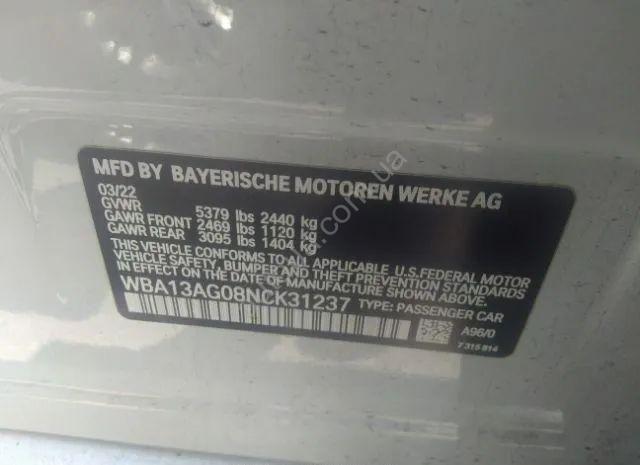 MFD BY BAYERISCHE MOTOREN WERKE AG
03/22
GVWR 5379 lbs 2440 kg
GAWR FRONT 2469 lbs 1120 kg
GAWR REAR 3095 lbs 1404 kg
THIS VEHICLE CONFORMS TO ALL APPLICABLE U.S.FEDERAL MOTOR
VEHICLE SAFETY, BUMPER AND THEFT PREVENTION STANDARDS
IN EFFECT ON THE DATE OF MANUFACTURE SHOWN ABOVE.
WBA13AG08NCK31237 TYPE: PASSENGER CAR
A96/0
7 315 814